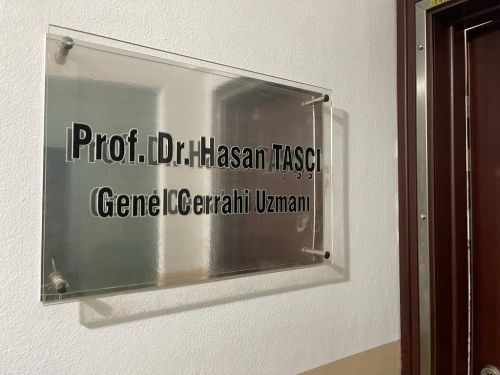 Prof. Dr. Hasan TAŞÇI
Genel Cerrahi Uzmanı